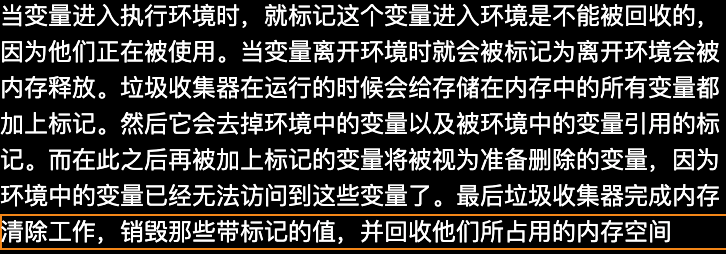 当变量进入执行环境时，就标记这个变量进入环境是不能被回收的，
因为他们正在被使用。当变量离开环境时就会被标记为离开环境会被
内存释放。垃圾收集器在运行的时候会给存储在内存中的所有变量都
加上标记。然后它会去掉环境中的变量以及被环境中的变量引用的标
记。而在此之后再被加上标记的变量将被视为准备删除的变量，因为
环境中的变量已经无法访问到这些变量了。最后垃圾收集器完成内存
清除工作，销毁那些带标记的值，并回收他们所占用的内存空间